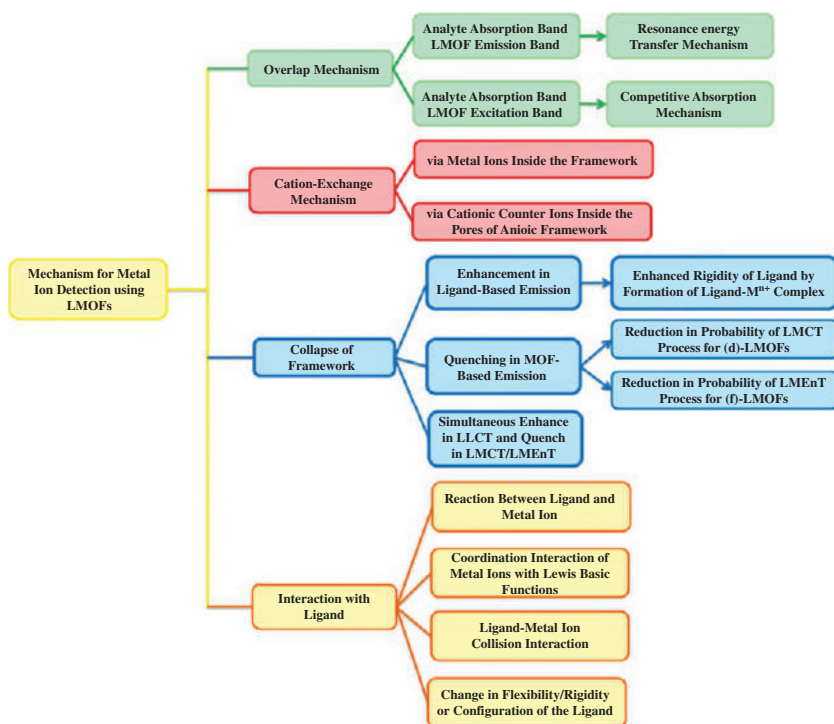 Mechanism for Metal
Ion Detection using
LMOFs
Overlap Mechanism
Analyte Absorption Band
LMOF Emission Band
Resonance energy
Transfer Mechanism
Analyte Absorption Band
LMOF Excitation Band
Competitive Absorption
Mechanism
Cation-Exchange
Mechanism
via Metal Ions Inside the Framework
via Cationic Counter Ions Inside the
Pores of Anioic Framework
Collapse of
Framework
Enhancement in
Ligand-Based Emission
Enhanced Rigidity of Ligand by
Formation of Ligand-Mⁿ⁺ Complex
Quenching in MOF-
Based Emission
Reduction in Probability of LMCT
Process for (d)-LMOFs
Reduction in Probability of LMEnT
Process for (f)-LMOFs
Simultaneous Enhance
in LLCT and Quench
in LMCT/LMEnT
Interaction with
Ligand
Reaction Between Ligand and
Metal Ion
Coordination Interaction of
Metal Ions with Lewis Basic
Functions
Ligand-Metal Ion
Collision Interaction
Change in Flexibility/Rigidity
or Configuration of the Ligand